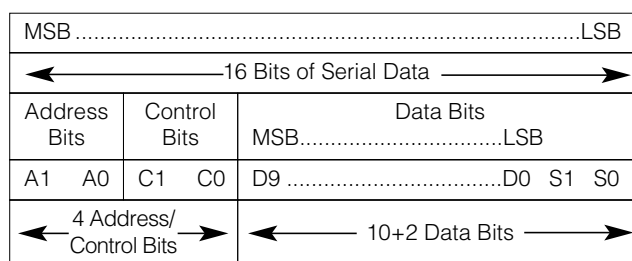 MSB.......................................................................................LSB
16 Bits of Serial Data
Address Bits Control Bits Data Bits
MSB...................................LSB
A1 A0 C1 C0 D9 ......................................D0 S1 S0
4 Address/
Control Bits
10+2 Data Bits